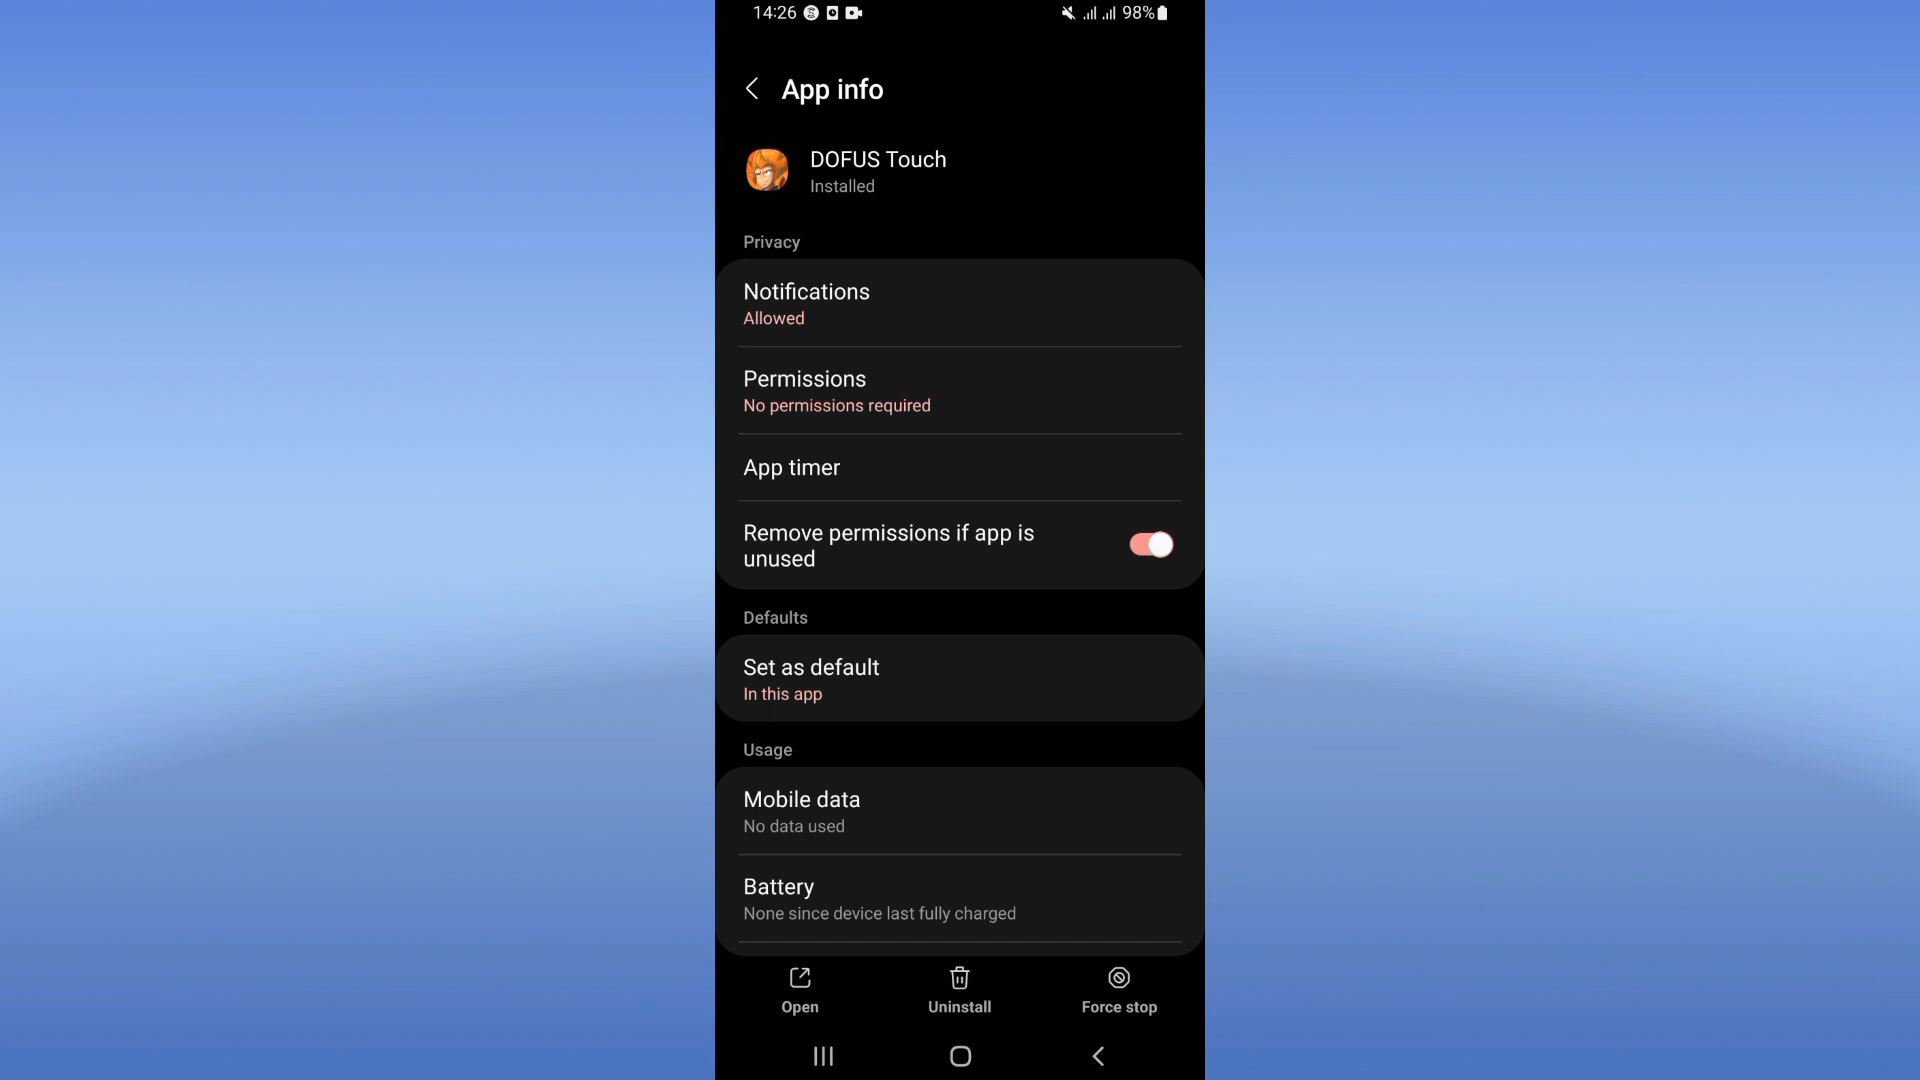 14:26 98%
App info
DOFUS Touch
Installed
Privacy
Notifications
Allowed
Permissions
No permissions required
App timer
Remove permissions if app is
unused
Defaults
Set as default
In this app
Usage
Mobile data
No data used
Battery
None since device last fully charged
Open Uninstall Force stop